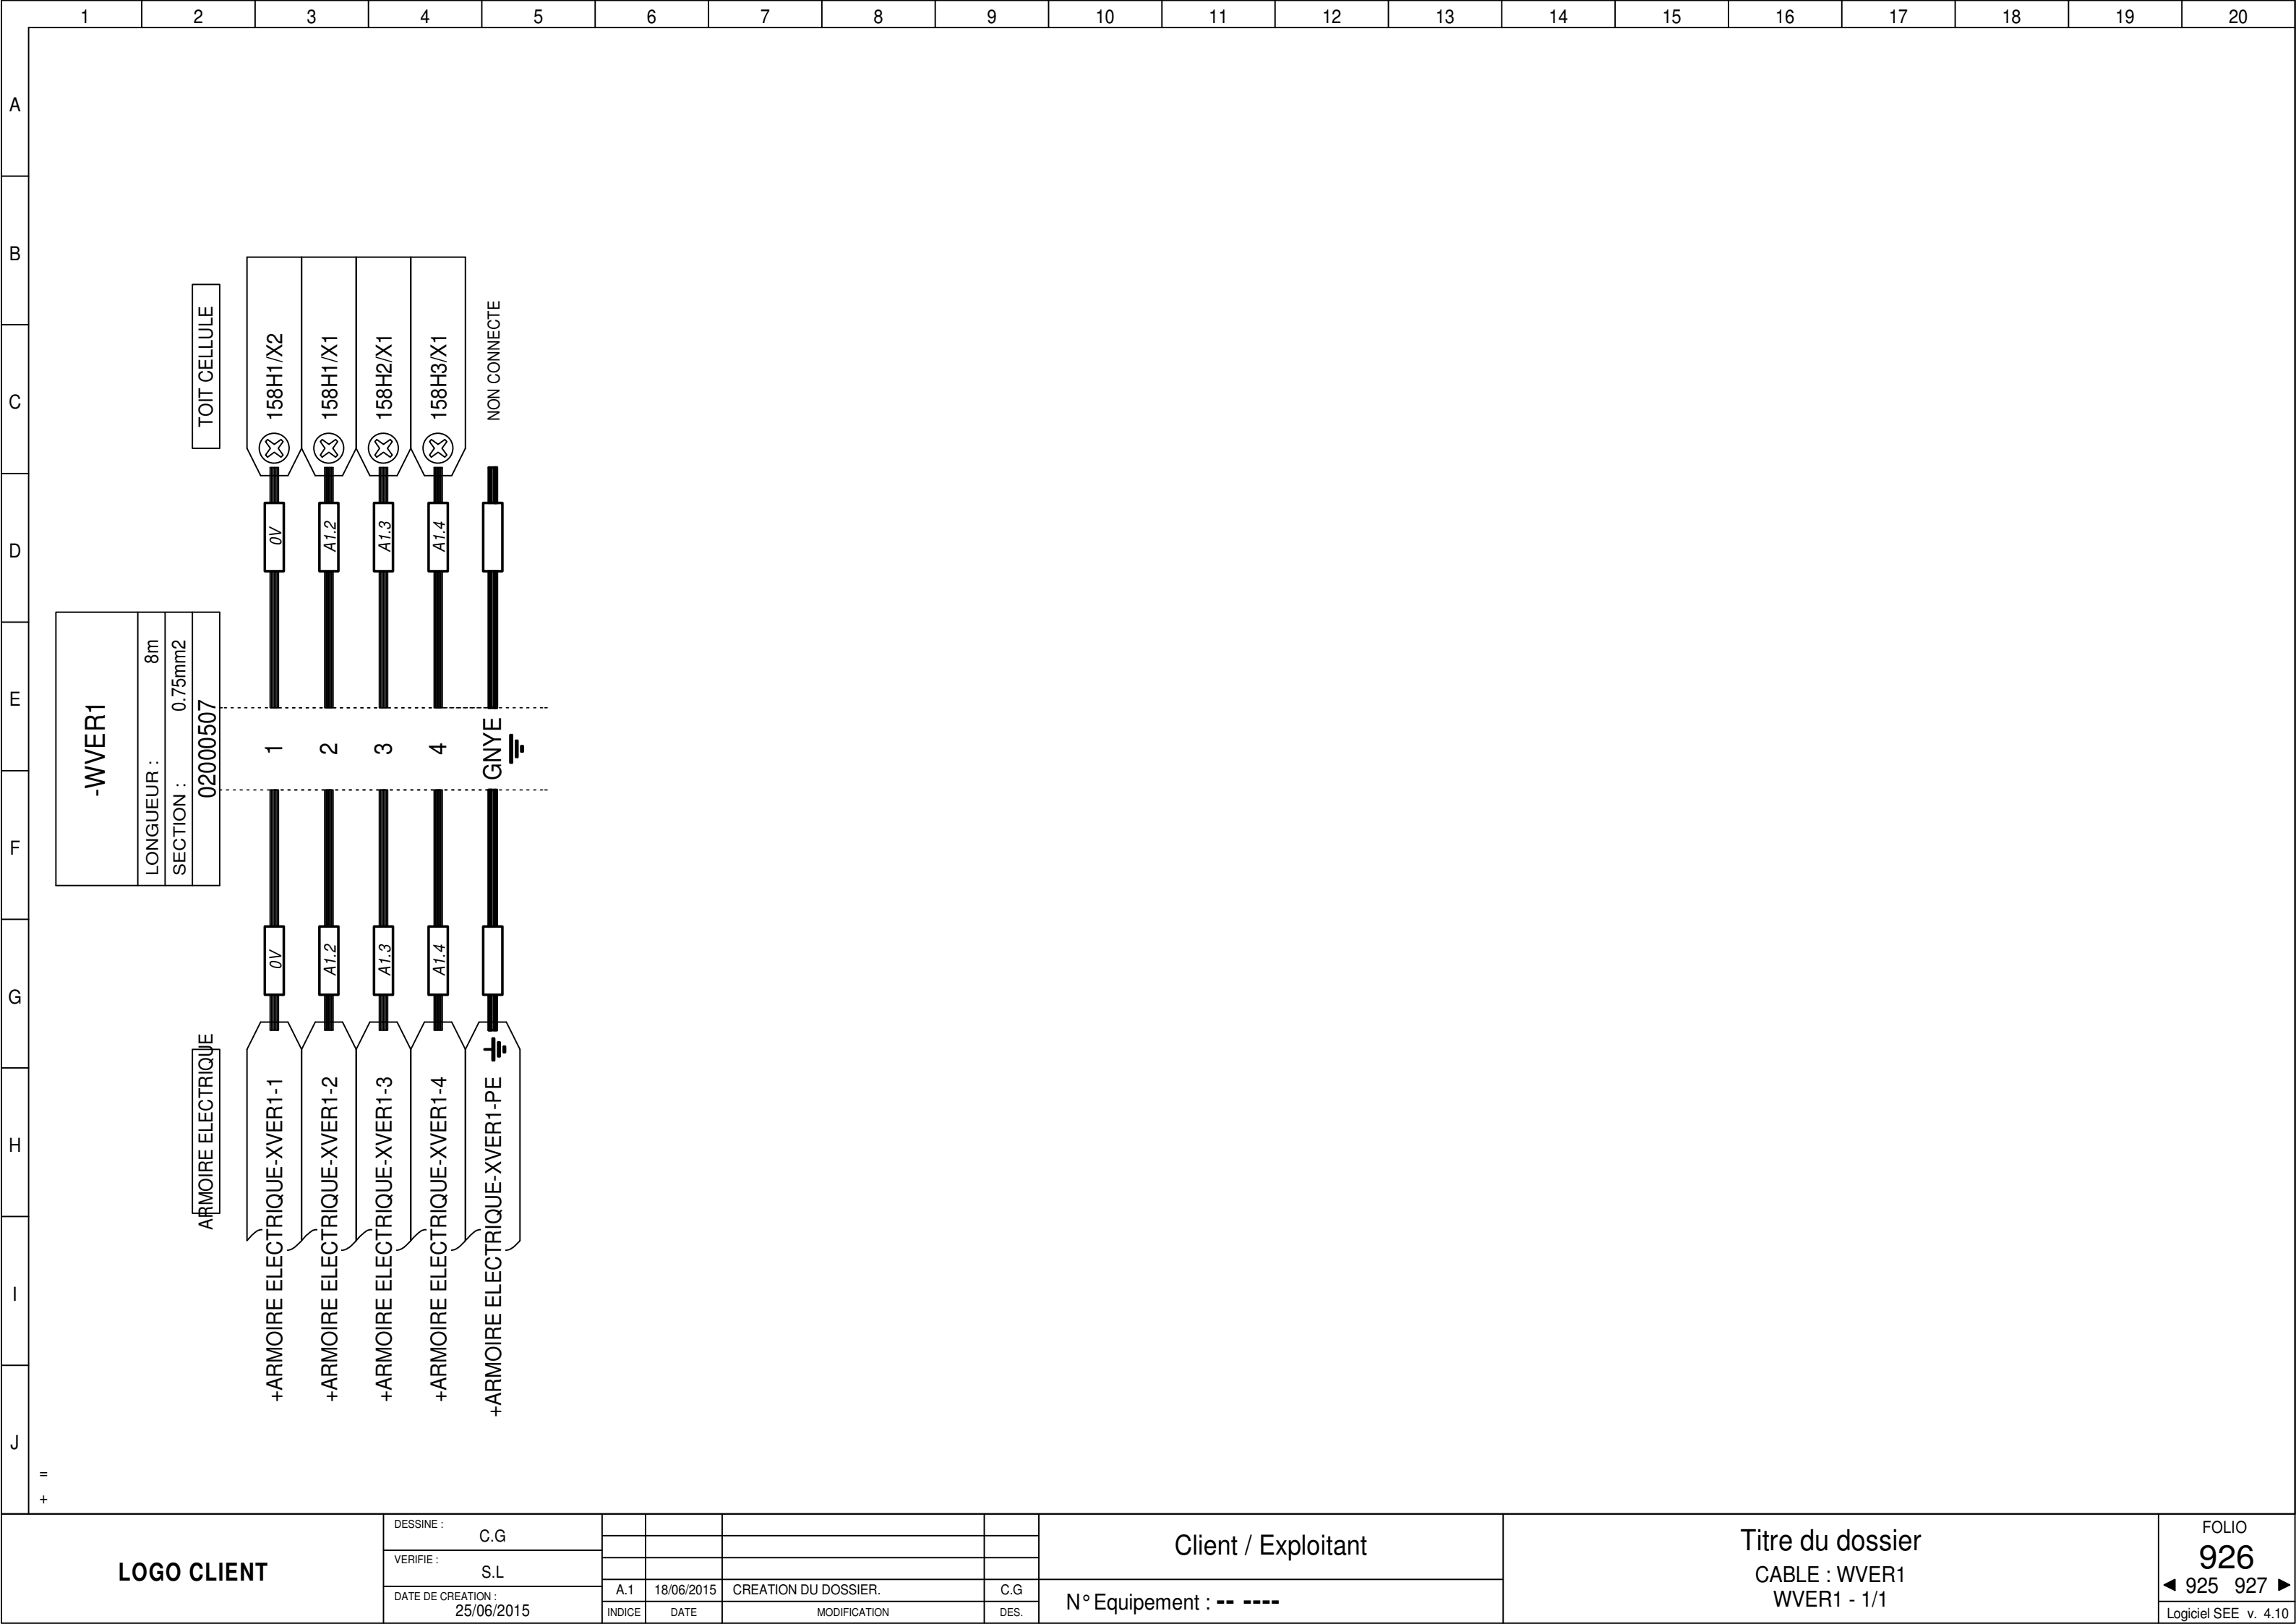 1 2 3 4 5 6 7 8 9 10 11 12 13 14 15 16 17 18 19 20
A
B
C
D
E
F
G
H
I
J
-WVER1
LONGUEUR : 8m
SECTION : 0.75mm2
02000507
TOIT CELLULE
158H1/X2
158H1/X1
158H2/X1
158H3/X1
NON CONNECTE
0V
A1.2
A1.3
A1.4
1
2
3
4
GNYE
0V
A1.2
A1.3
A1.4
ARMOIRE ELECTRIQUE
+ARMOIRE ELECTRIQUE-XVER1-1
+ARMOIRE ELECTRIQUE-XVER1-2
+ARMOIRE ELECTRIQUE-XVER1-3
+ARMOIRE ELECTRIQUE-XVER1-4
+ARMOIRE ELECTRIQUE-XVER1-PE
=
+
LOGO CLIENT
DESSINE :
C.G
VERIFIE :
S.L
DATE DE CREATION :
25/06/2015
A.1 18/06/2015 CREATION DU DOSSIER. C.G
INDICE DATE MODIFICATION DES.
Client / Exploitant
N° Equipement : -- ----
Titre du dossier
CABLE : WVER1
WVER1 - 1/1
FOLIO
926
◄ 925 927 ►
Logiciel SEE v. 4.10